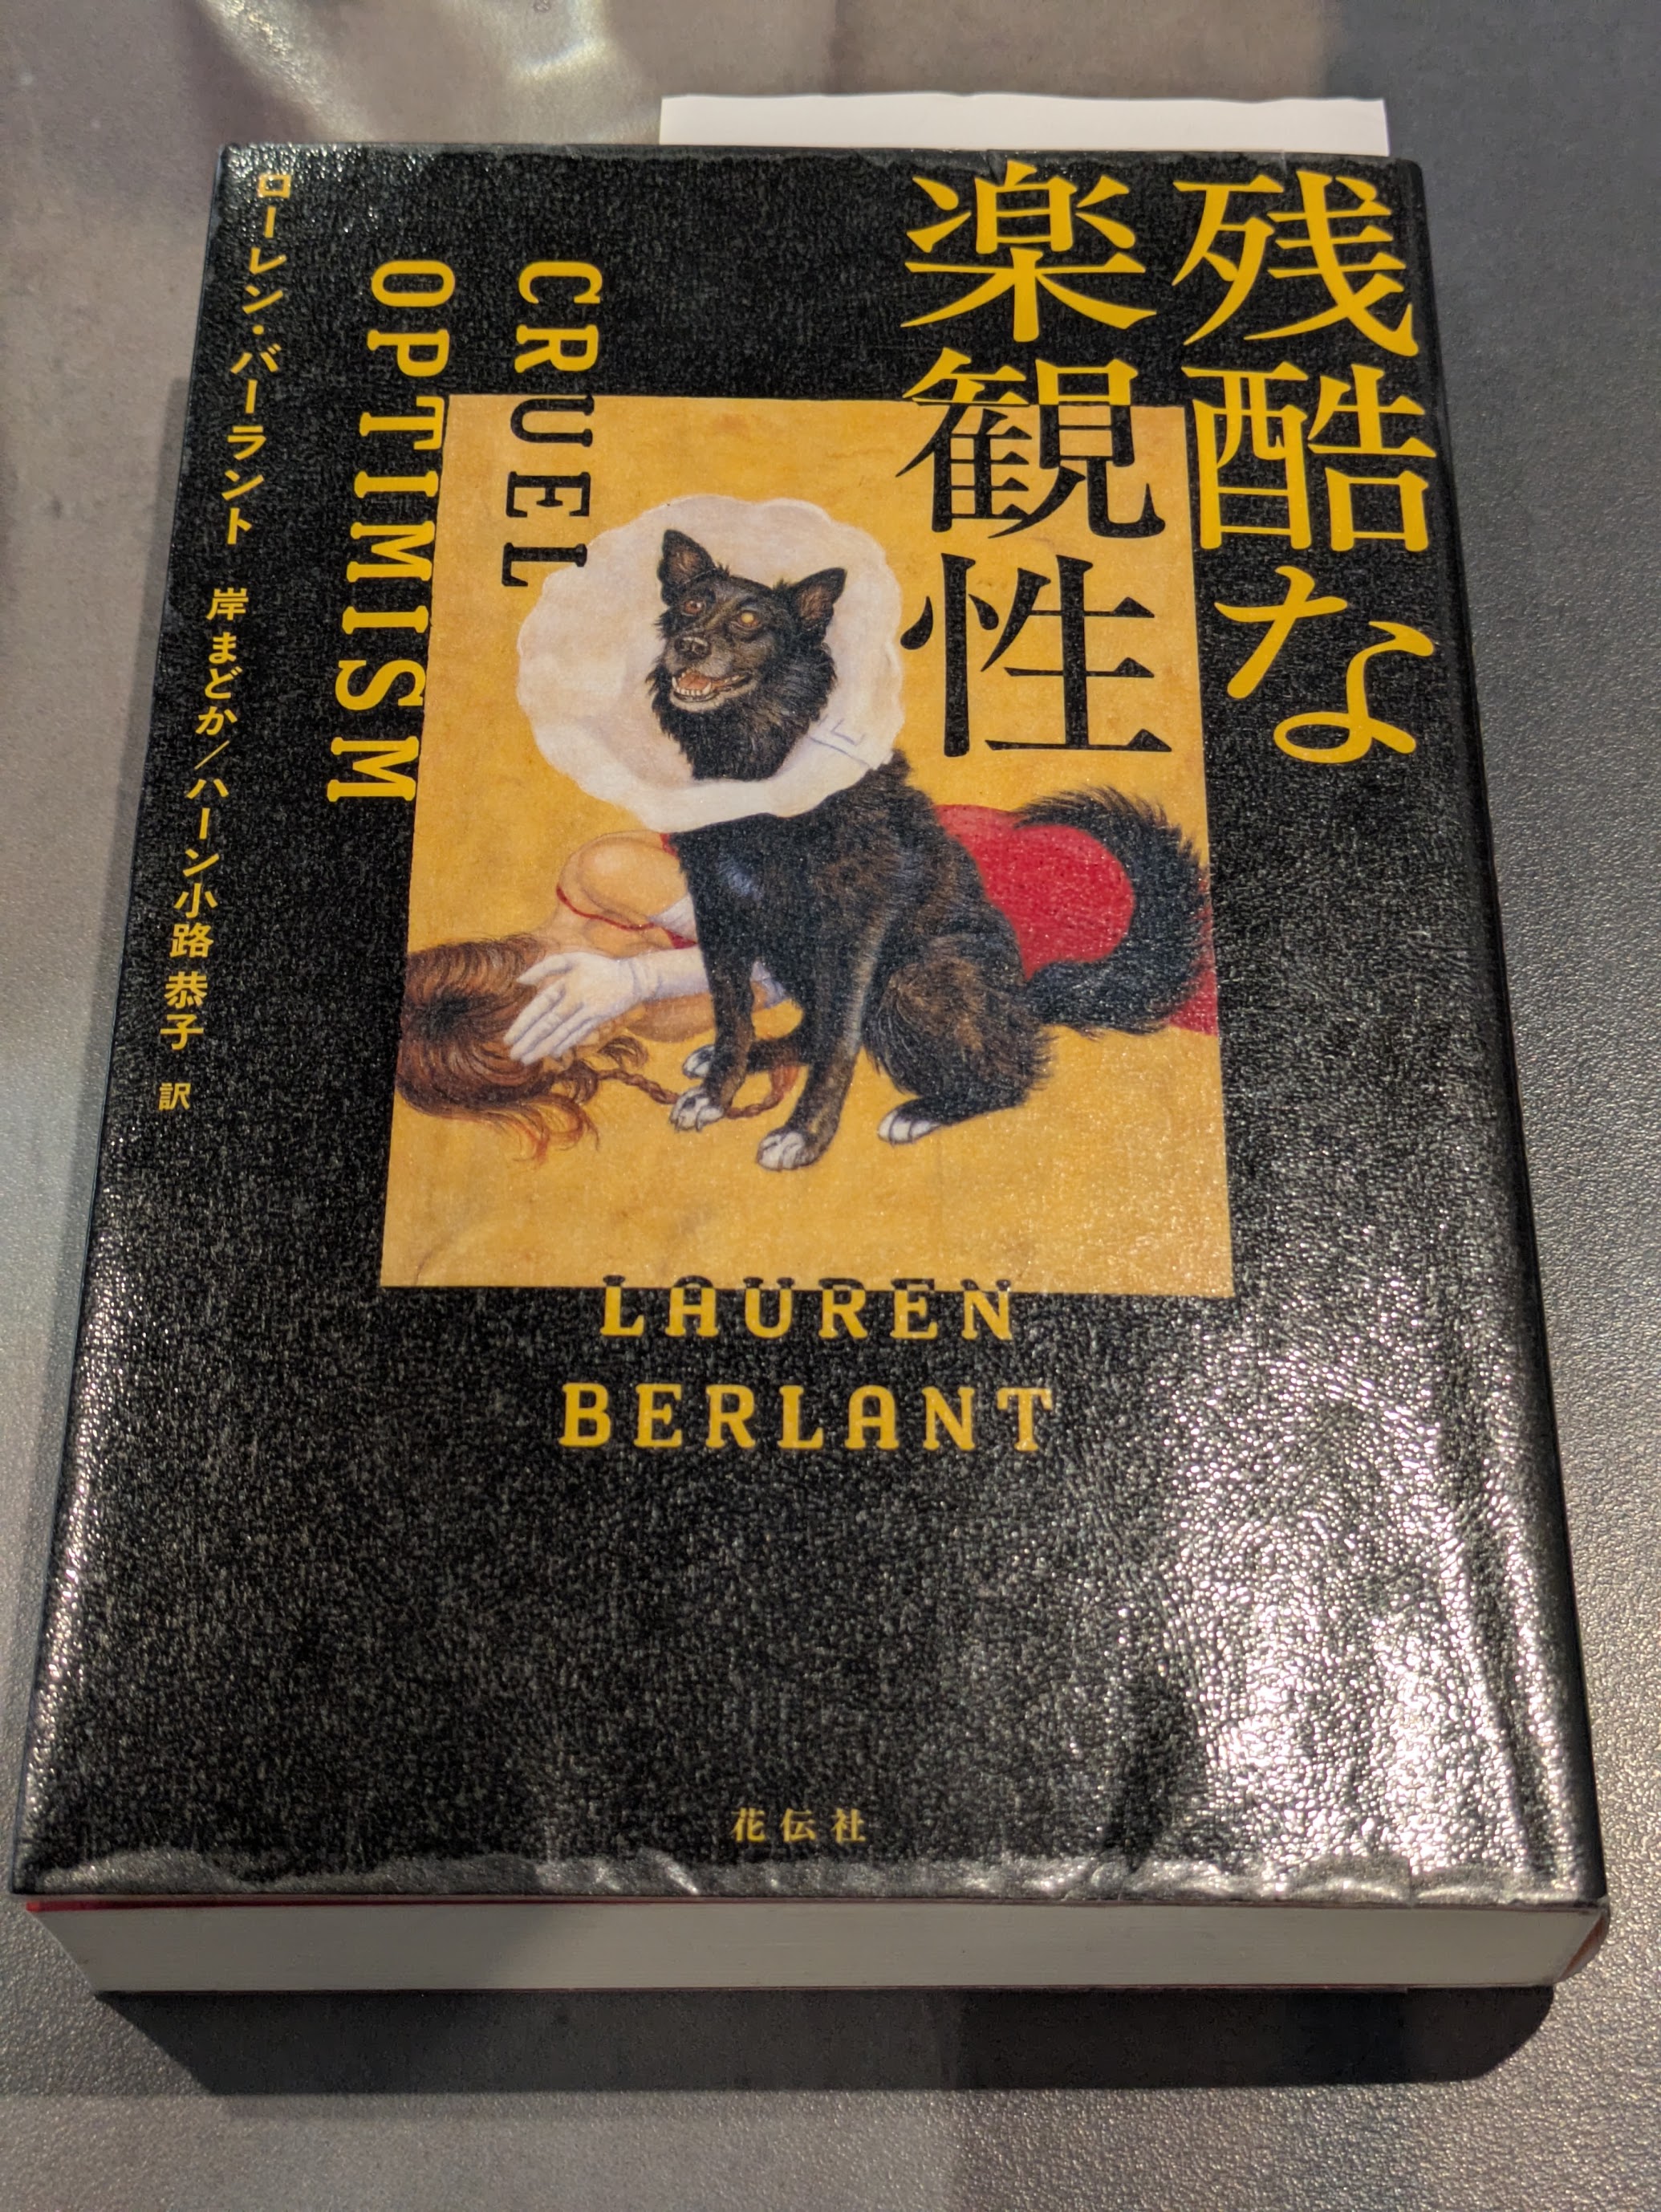 残酷な
楽観性
CRUEL
OPTIMISM
ローレン・バーラント 岸まどか/ハーン小路恭子 訳
LAUREN
BERLANT
花伝社